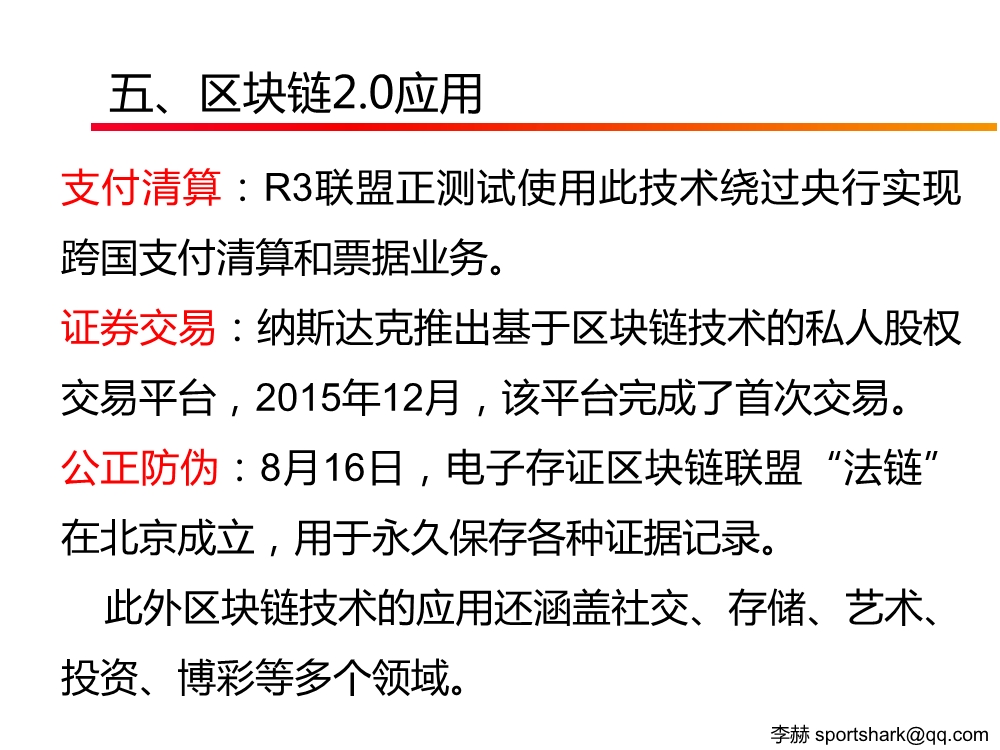 五、区块链2.0应用
支付清算：R3联盟正测试使用此技术绕过央行实现
跨国支付清算和票据业务。
证券交易：纳斯达克推出基于区块链技术的私人股权
交易平台，2015年12月，该平台完成了首次交易。
公正防伪：8月16日，电子存证区块链联盟“法链”
在北京成立，用于永久保存各种证据记录。
此外区块链技术的应用还涵盖社交、存储、艺术、
投资、博彩等多个领域。
李赫 sportshark@qq.com